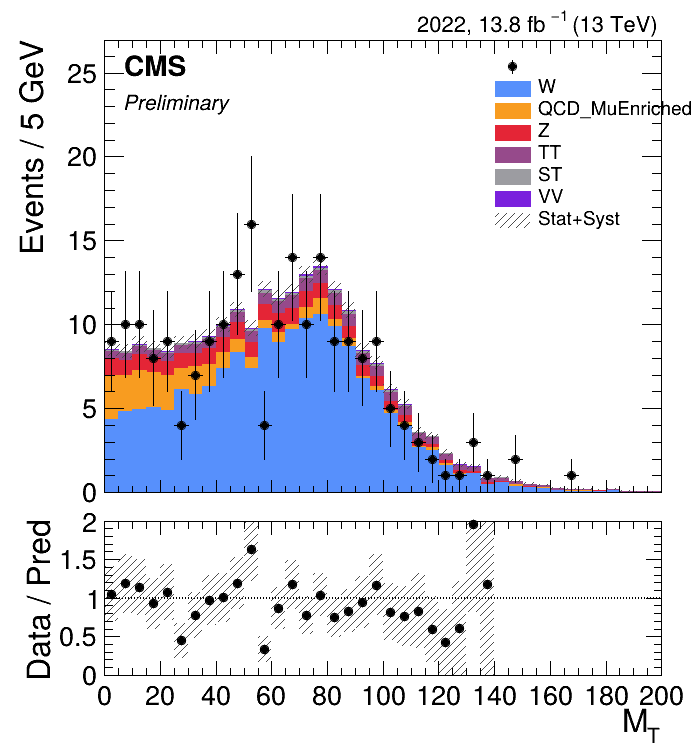 2022, 13.8 fb⁻¹ (13 TeV)
CMS
Preliminary
Events / 5 GeV
25
20
15
10
5
0
W
QCD_MuEnriched
Z
TT
ST
VV
Stat+Syst
Data / Pred
2
1.5
1
0.5
0
0 20 40 60 80 100 120 140 160 180 200
M_T